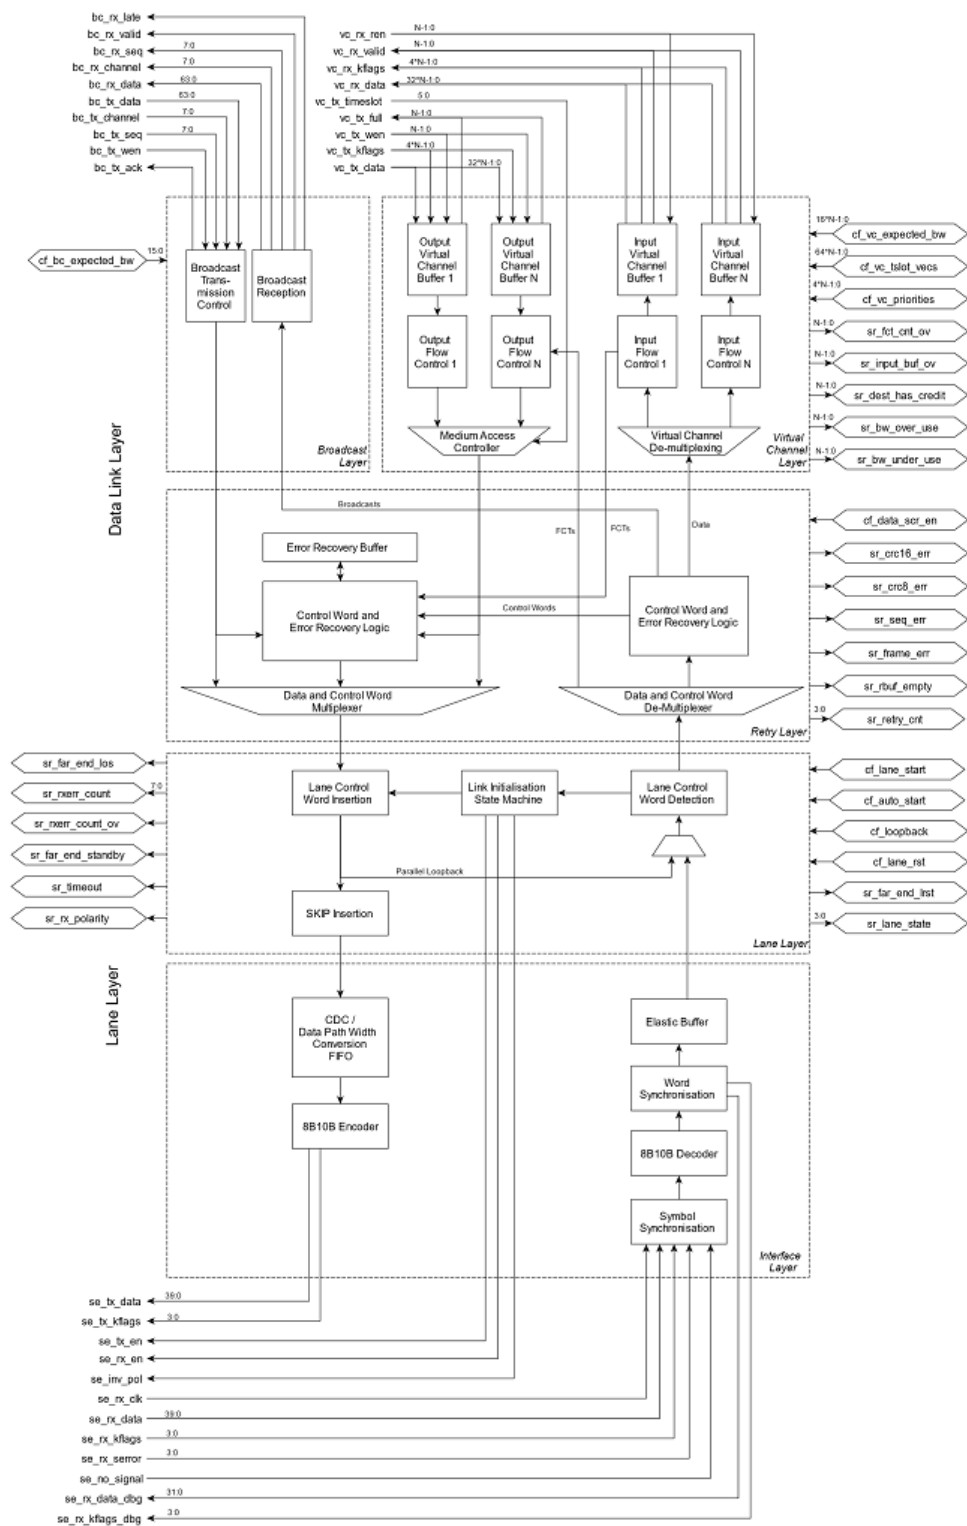 bc_rx_late
bc_rx_valid
bc_rx_seq
7:0
bc_rx_channel
7:0
bc_rx_data
63:0
bc_tx_data
63:0
bc_tx_channel
7:0
bc_tx_seq
7:0
bc_tx_wen
bc_tx_ack
vc_rx_ren
N-1:0
vc_rx_valid
N-1:0
vc_rx_kflags
4*N-1:0
vc_rx_data
32*N-1:0
vc_tx_timeslot
5:0
vc_tx_full
N-1:0
vc_tx_wen
N-1:0
vc_tx_kflags
4*N-1:0
vc_tx_data
32*N-1:0
cf_bc_expected_bw
15:0
Broadcast
Trans-
mission
Control
Broadcast
Reception
Broadcast
Layer
Output
Virtual
Channel
Buffer 1
Output
Virtual
Channel
Buffer N
Input
Virtual
Channel
Buffer 1
Input
Virtual
Channel
Buffer N
Output
Flow
Control 1
Output
Flow
Control N
Input
Flow
Control 1
Input
Flow
Control N
Medium Access
Controller
Virtual Channel
De-multiplexing
Virtual
Channel
Layer
16*N-1:0
cf_vc_expected_bw
64*N-1:0
cf_vc_tslot_vecs
4*N-1:0
cf_vc_priorities
N-1:0
sr_fct_cnt_ov
N-1:0
sr_input_buf_ov
N-1:0
sr_dest_has_credit
N-1:0
sr_bw_over_use
N-1:0
sr_bw_under_use
Data Link Layer
Broadcasts
FCTs
FCTs
Data
Error Recovery Buffer
Control Word and
Error Recovery Logic
Control Words
Control Word and
Error Recovery Logic
Data and Control Word
Multiplexer
Data and Control Word
De-Multiplexer
Retry Layer
cf_data_scr_en
sr_crc16_err
sr_crc8_err
sr_seq_err
sr_frame_err
sr_rbuf_empty
3:0
sr_retry_cnt
sr_far_end_los
sr_rxerr_count
7:0
sr_rxerr_count_ov
sr_far_end_standby
sr_timeout
sr_rx_polarity
Lane Control
Word Insertion
Link Initialisation
State Machine
Lane Control
Word Detection
Parallel Loopback
SKIP Insertion
Lane Layer
cf_lane_start
cf_auto_start
cf_loopback
cf_lane_rst
sr_far_end_lrst
3:0
sr_lane_state
Lane Layer
CDC /
Data Path Width
Conversion
FIFO
8B10B Encoder
Elastic Buffer
Word
Synchronisation
8B10B Decoder
Symbol
Synchronisation
Interface
Layer
se_tx_data
39:0
se_tx_kflags
3:0
se_tx_en
se_rx_en
se_inv_pol
se_rx_clk
se_rx_data
39:0
se_rx_kflags
3:0
se_rx_serror
3:0
se_no_signal
se_rx_data_dbg
31:0
se_rx_kflags_dbg
3:0